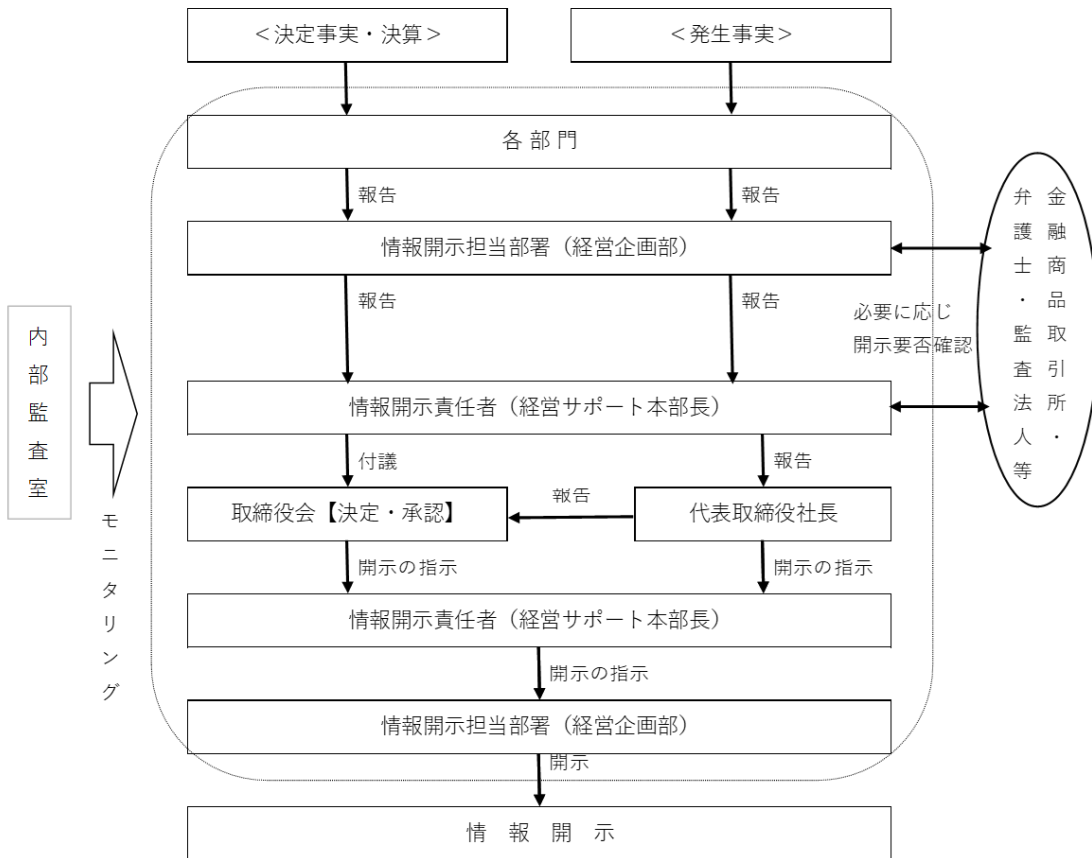 ＜決定事実・決算＞
＜発生事実＞
各 部 門
報告
報告
情報開示担当部署（経営企画部）
報告
報告
必要に応じ
開示要否確認
金融商品取引所・
弁護士・監査法人等
内部監査室
モニタリング
情報開示責任者（経営サポート本部長）
付議
報告
取締役会【決定・承認】
報告
代表取締役社長
開示の指示
開示の指示
情報開示責任者（経営サポート本部長）
開示の指示
情報開示担当部署（経営企画部）
開示
情 報 開 示